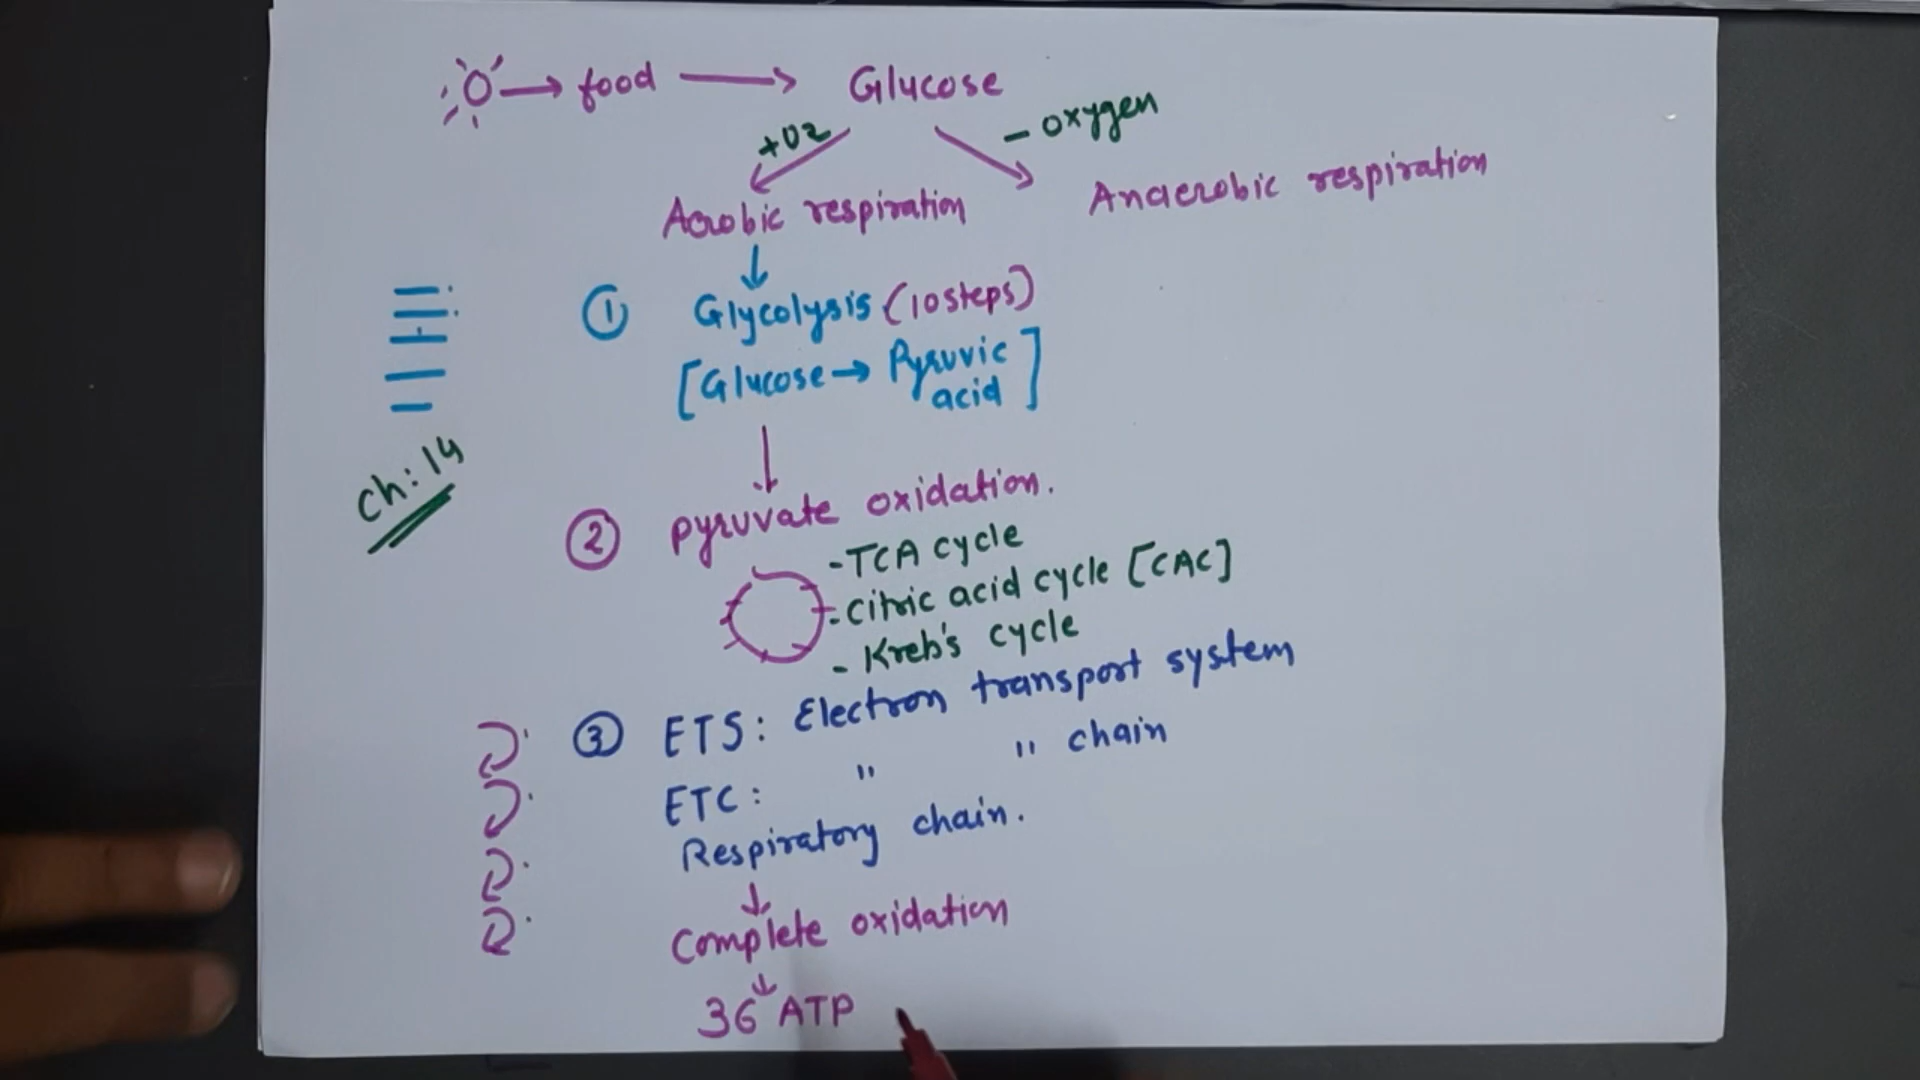 food → Glucose
+O2 - oxygen
Aerobic respiration Anaerobic respiration
① Glycolysis (10 steps)
[Glucose → Pyruvic
acid]
Ch: 14
② pyruvate oxidation.
- TCA cycle
- Citric acid cycle [CAC]
- Kreb's cycle
③ ETS: Electron transport system
ETC: " " chain
Respiratory chain.
Complete oxidation
36 ATP